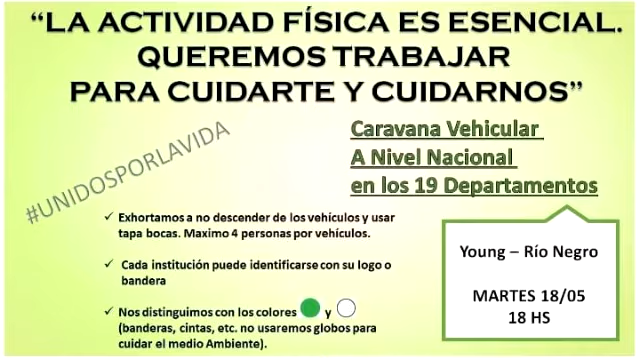 “LA ACTIVIDAD FÍSICA ES ESENCIAL.
QUEREMOS TRABAJAR
PARA CUIDARTE Y CUIDARNOS”
#UNIDOSPORLAVIDA
Caravana Vehicular
A Nivel Nacional
en los 19 Departamentos
✓ Exhortamos a no descender de los vehículos y usar
tapa bocas. Maximo 4 personas por vehículos.
✓ Cada institución puede identificarse con su logo o
bandera
✓ Nos distinguimos con los colores y
(banderas, cintas, etc. no usaremos globos para
cuidar el medio Ambiente).
Young – Río Negro
MARTES 18/05
18 HS